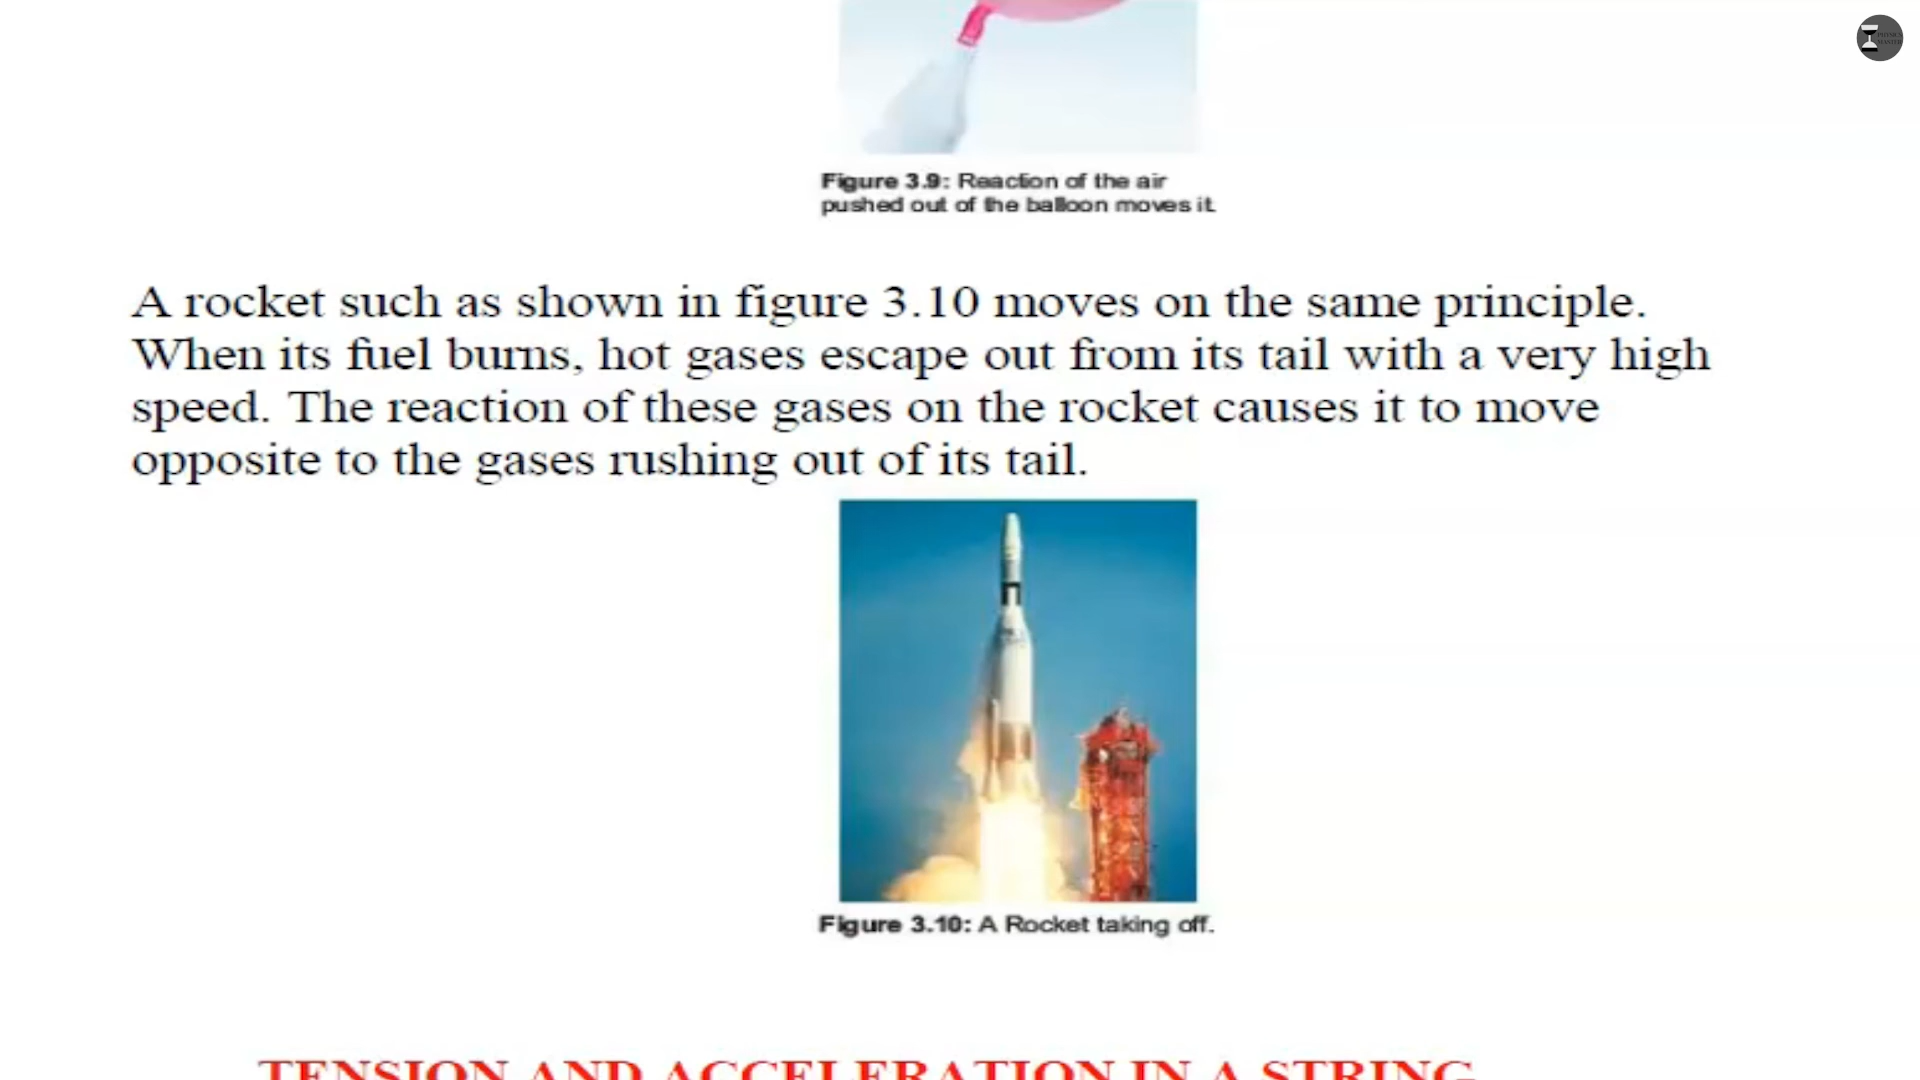 Figure 3.9: Reaction of the air
pushed out of the balloon moves it.
A rocket such as shown in figure 3.10 moves on the same principle.
When its fuel burns, hot gases escape out from its tail with a very high
speed. The reaction of these gases on the rocket causes it to move
opposite to the gases rushing out of its tail.
Figure 3.10: A Rocket taking off.
TENSION AND ACCELERATION IN A STRING